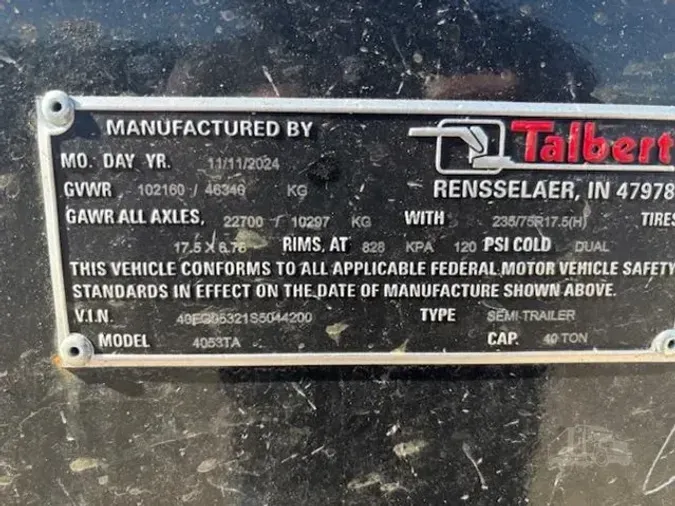 MANUFACTURED BY Talbert
MO. DAY YR. 11/11/2024
RENSSELAER, IN 47978
GVWR 102160 / 46340 KG
GAWR ALL AXLES, 22700 / 10297 KG WITH 235/75R17.5(H) TIRES
17.5 X 6.75 RIMS, AT 828 KPA 120 PSI COLD DUAL
THIS VEHICLE CONFORMS TO ALL APPLICABLE FEDERAL MOTOR VEHICLE SAFETY
STANDARDS IN EFFECT ON THE DATE OF MANUFACTURE SHOWN ABOVE.
V.I.N. TYPE SEMI-TRAILER
MODEL 4053TA CAP. 40 TON